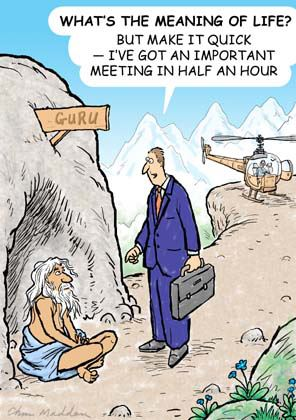 WHAT'S THE MEANING OF LIFE?
BUT MAKE IT QUICK
— I'VE GOT AN IMPORTANT
MEETING IN HALF AN HOUR
GURU
Chris Madden